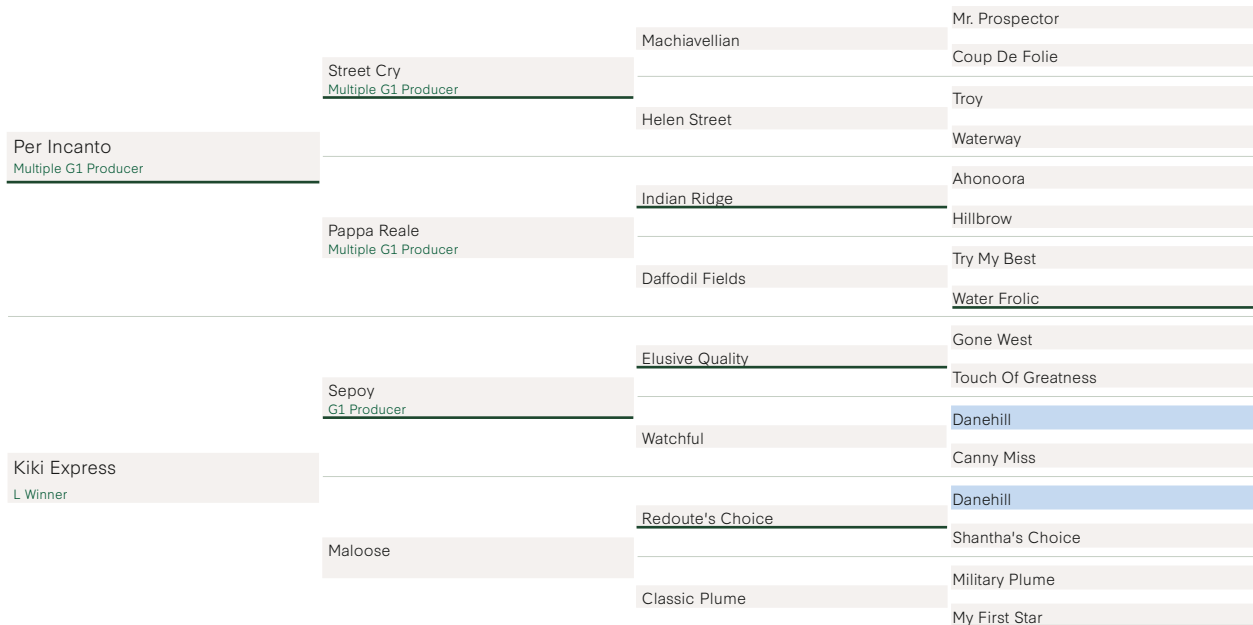 Per Incanto
Multiple G1 Producer
Kiki Express
L Winner
Street Cry
Multiple G1 Producer
Pappa Reale
Multiple G1 Producer
Sepoy
G1 Producer
Maloose
Machiavellian
Helen Street
Indian Ridge
Daffodil Fields
Elusive Quality
Watchful
Redoute's Choice
Classic Plume
Mr. Prospector
Coup De Folie
Troy
Waterway
Ahonoora
Hillbrow
Try My Best
Water Frolic
Gone West
Touch Of Greatness
Danehill
Canny Miss
Danehill
Shantha's Choice
Military Plume
My First Star